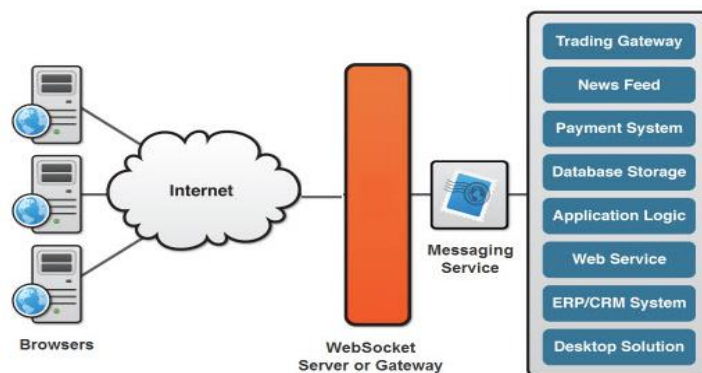 Trading Gateway
News Feed
Payment System
Database Storage
Application Logic
Web Service
ERP/CRM System
Desktop Solution
Internet
Messaging
Service
Browsers
WebSocket
Server or Gateway